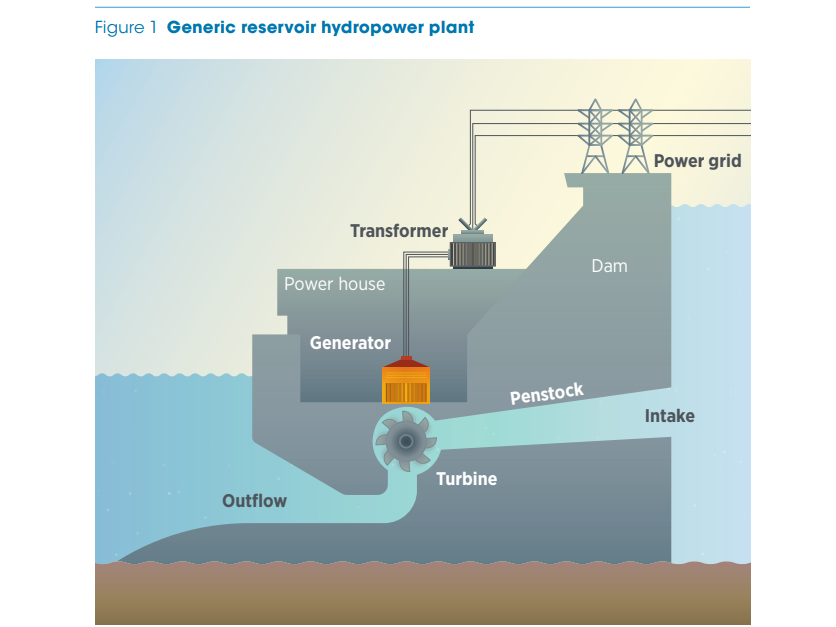 Figure 1 Generic reservoir hydropower plant
Power grid
Transformer
Dam
Power house
Generator
Penstock
Intake
Turbine
Outflow